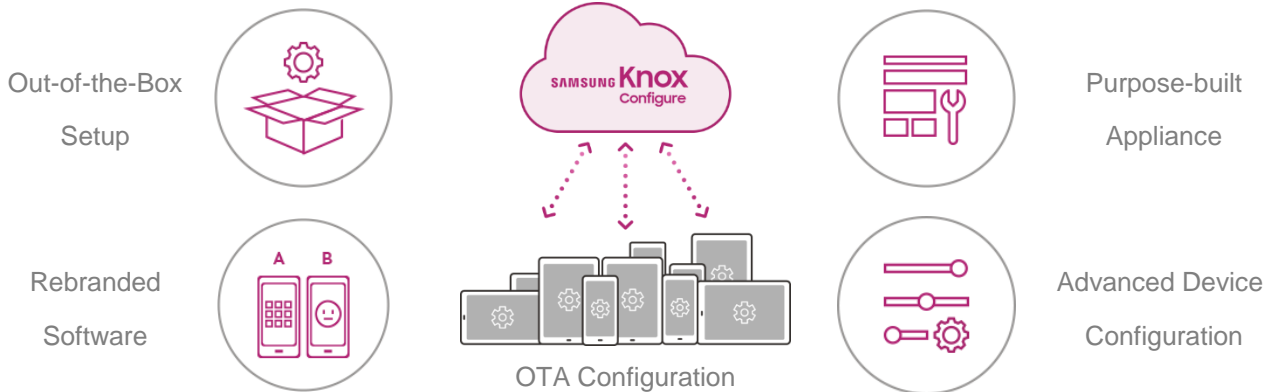 Out-of-the-Box
Setup
SAMSUNG Knox
Configure
Purpose-built
Appliance
A B
Rebranded
Software
OTA Configuration
Advanced Device
Configuration